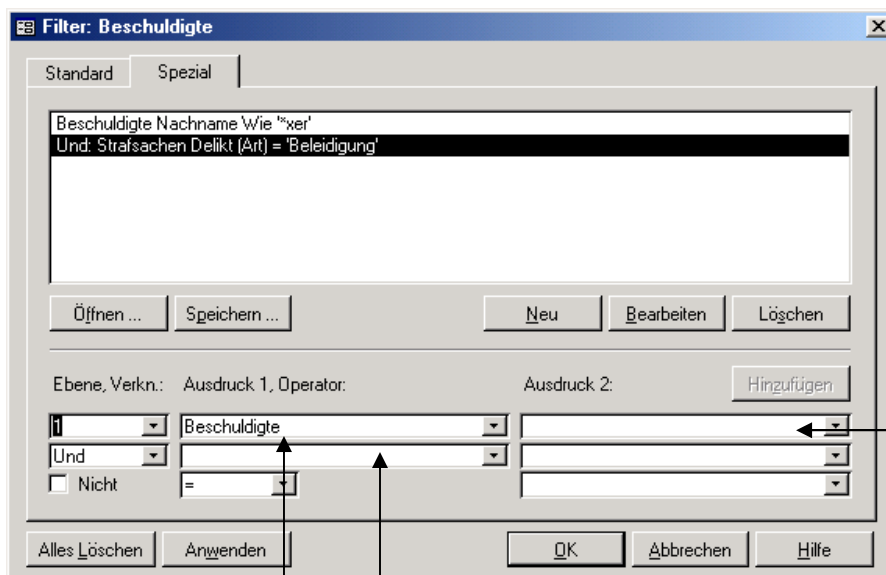 Filter: Beschuldigte
Standard Spezial
Beschuldigte Nachname Wie '*xer'
Und: Strafsachen Delikt (Art) = 'Beleidigung'
Öffnen ... Speichern ... Neu Bearbeiten Löschen
Ebene, Verkn.: Ausdruck 1, Operator: Ausdruck 2: Hinzufügen
1 Beschuldigte
Und
Nicht =
Alles Löschen Anwenden OK Abbrechen Hilfe